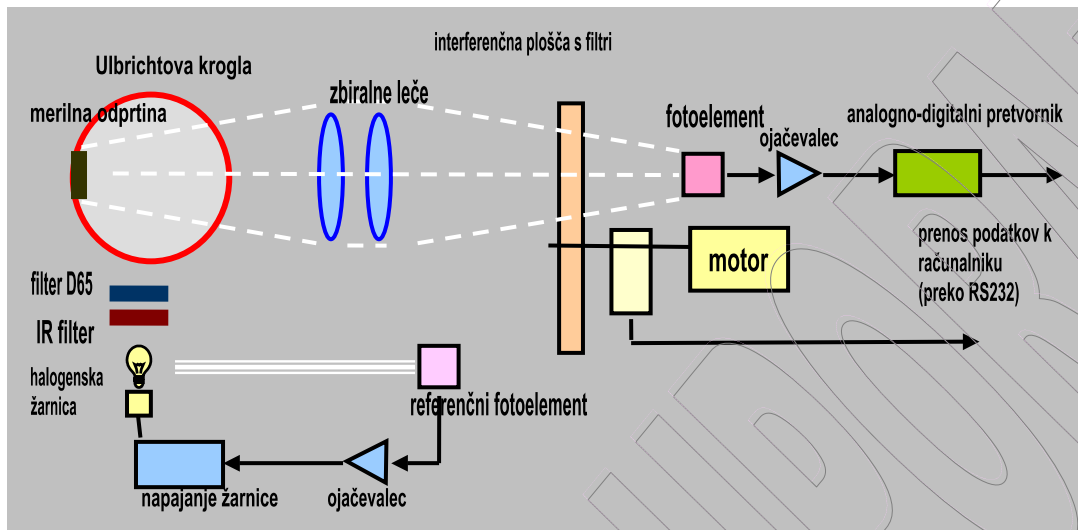 interferenčna plošča s filtri
Ulbrichtova krogla
zbiralne leče
merilna odprtina
fotoelement
ojačevalec
analogno-digitalni pretvornik
prenos podatkov k
računalniku
(preko RS232)
motor
filter D65
IR filter
halogenska
žarnica
referenčni fotoelement
napajanje žarnice
ojačevalec